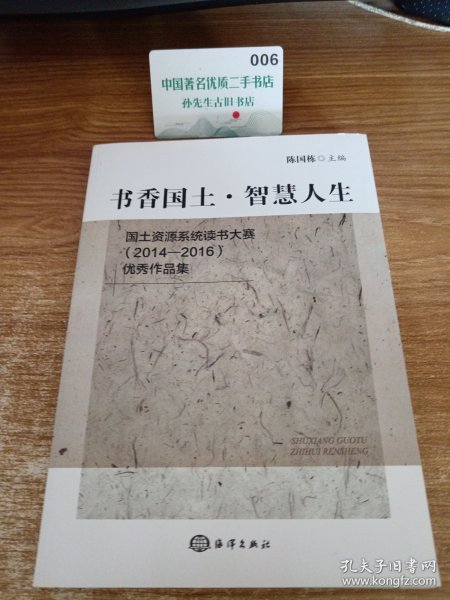 006
中国著名优质二手书店
孙先生古旧书店
陈国栋◎主编
书香国土·智慧人生
国土资源系统读书大赛
（2014—2016）
优秀作品集
SHUXIANG GUOTU
ZHIHUI RENSHENG
海洋出版社
孔夫子旧书网
www.kongfz.com